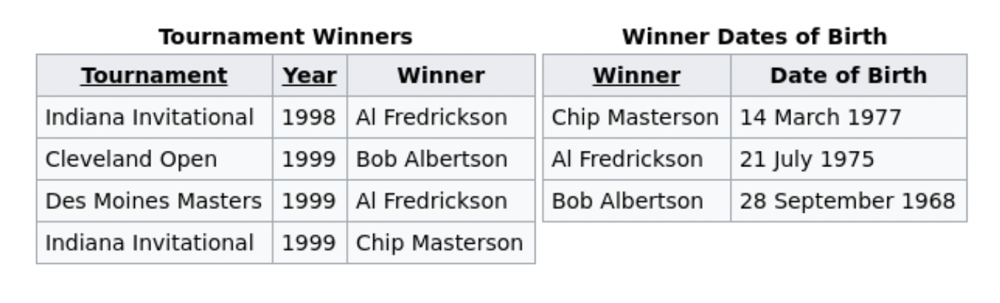 Tournament Winners
Tournament Year Winner
Indiana Invitational 1998 Al Fredrickson
Cleveland Open 1999 Bob Albertson
Des Moines Masters 1999 Al Fredrickson
Indiana Invitational 1999 Chip Masterson
Winner Dates of Birth
Winner Date of Birth
Chip Masterson 14 March 1977
Al Fredrickson 21 July 1975
Bob Albertson 28 September 1968